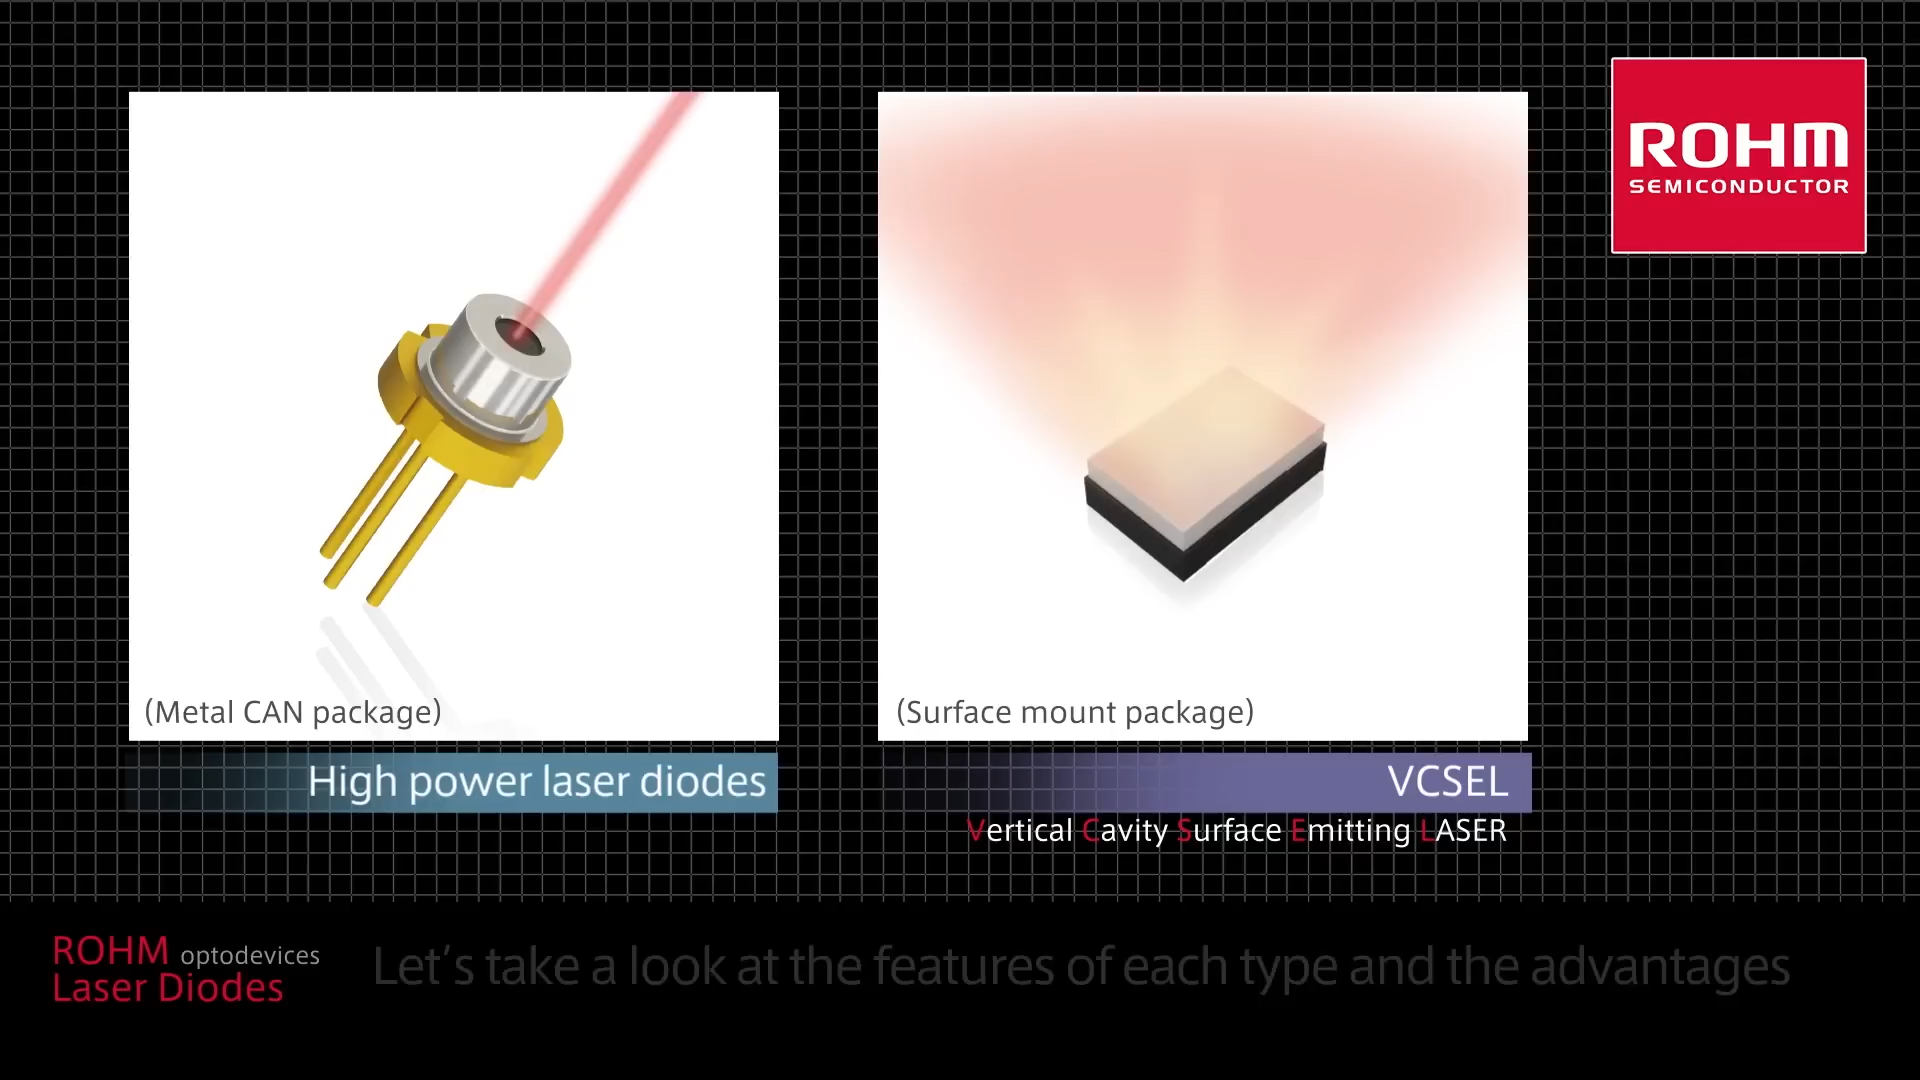 ROHM
SEMICONDUCTOR
(Metal CAN package)
(Surface mount package)
High power laser diodes
VCSEL
Vertical Cavity Surface Emitting LASER
ROHM optodevices
Laser Diodes
Let's take a look at the features of each type and the advantages